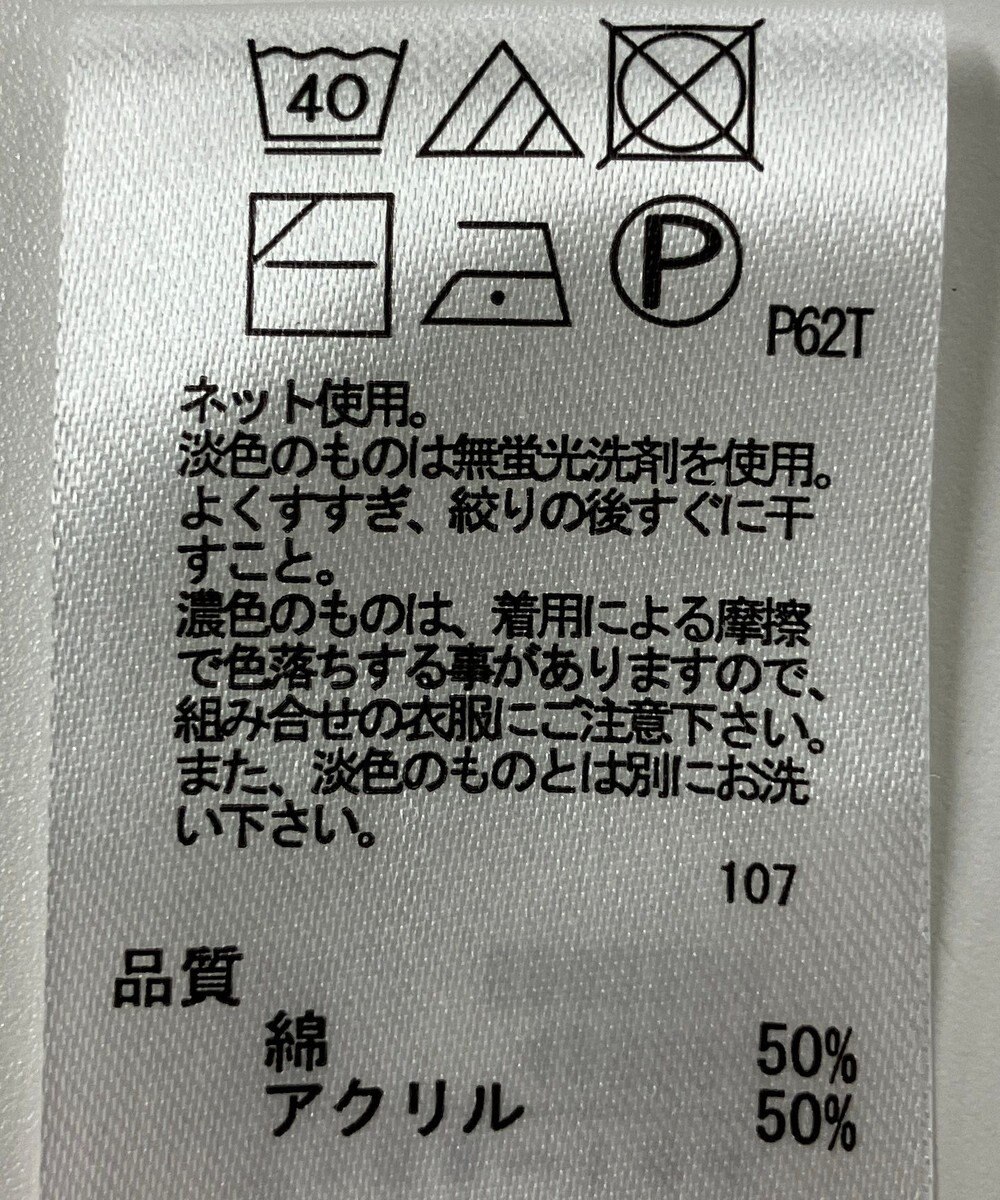 40
P
P62T
ネット使用。
淡色のものは無蛍光洗剤を使用。
よくすすぎ、絞りの後すぐに干
すこと。
濃色のものは、着用による摩擦
で色落ちする事がありますので、
組み合せの衣服にご注意下さい。
また、淡色のものとは別にお洗
い下さい。
107
品質
綿 50%
アクリル 50%